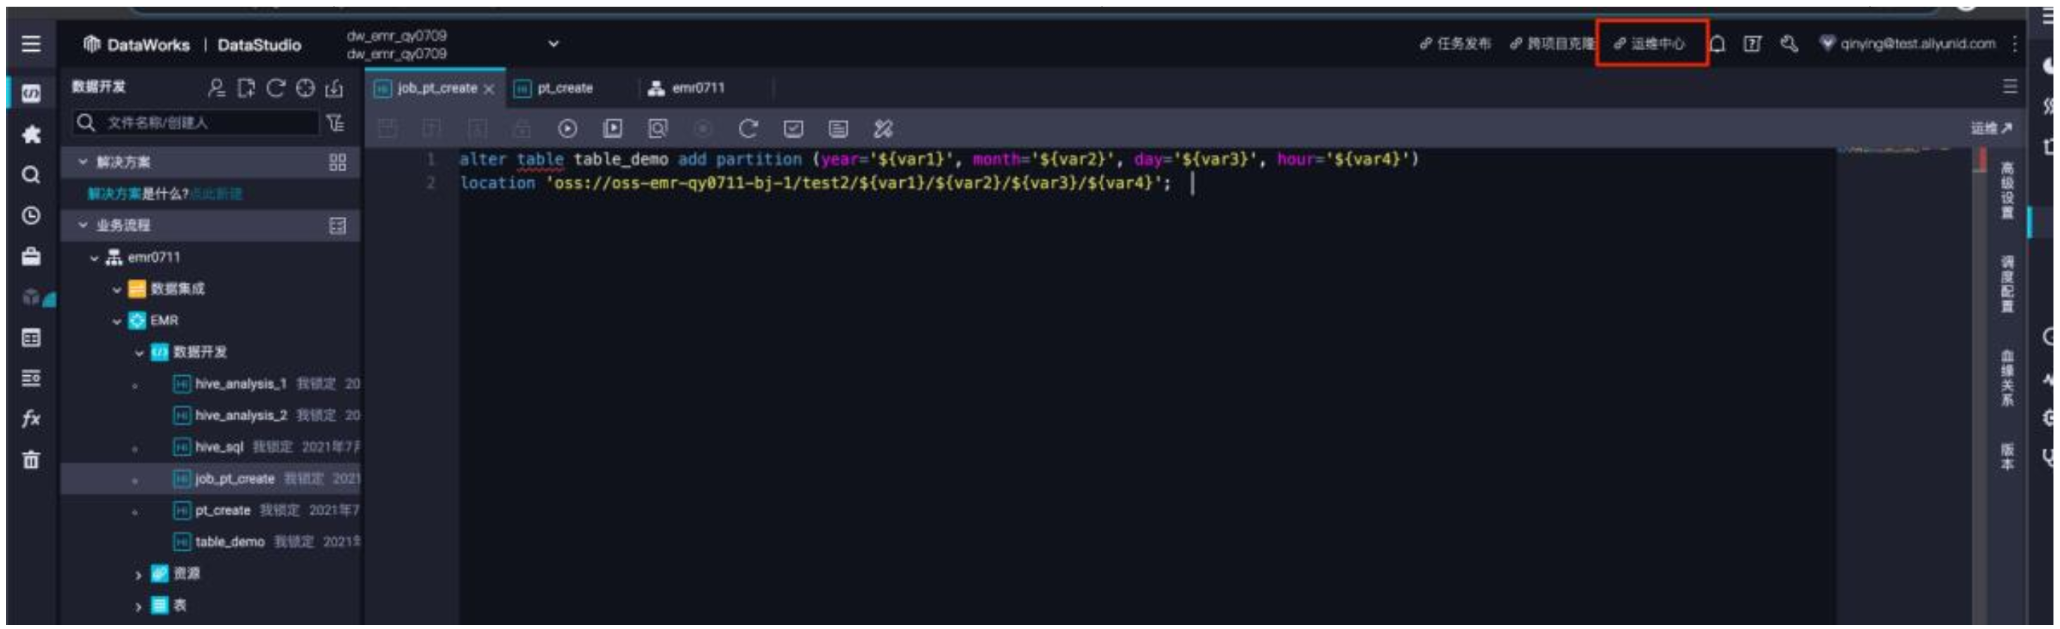 DataWorks | DataStudio
dw_emr_qy0709
dw_emr_qy0709
任务发布
跨项目克隆
运维中心
qinying@test.aliyunid.com
数据开发
job_pt_create
pt_create
emr0711
文件名称/创建人
运维
解决方案
解决方案是什么?点此新建
业务流程
emr0711
数据集成
EMR
数据开发
hive_analysis_1 我锁定 20
hive_analysis_2 我锁定 20
hive_sql 我锁定 2021年7月
job_pt_create 我锁定 2021
pt_create 我锁定 2021年7
table_demo 我锁定 2021年
资源
表
1 alter table table_demo add partition (year='${var1}', month='${var2}', day='${var3}', hour='${var4}')
2 location 'oss://oss-emr-qy0711-bj-1/test2/${var1}/${var2}/${var3}/${var4}';
高级设置
调度配置
血缘关系
版本